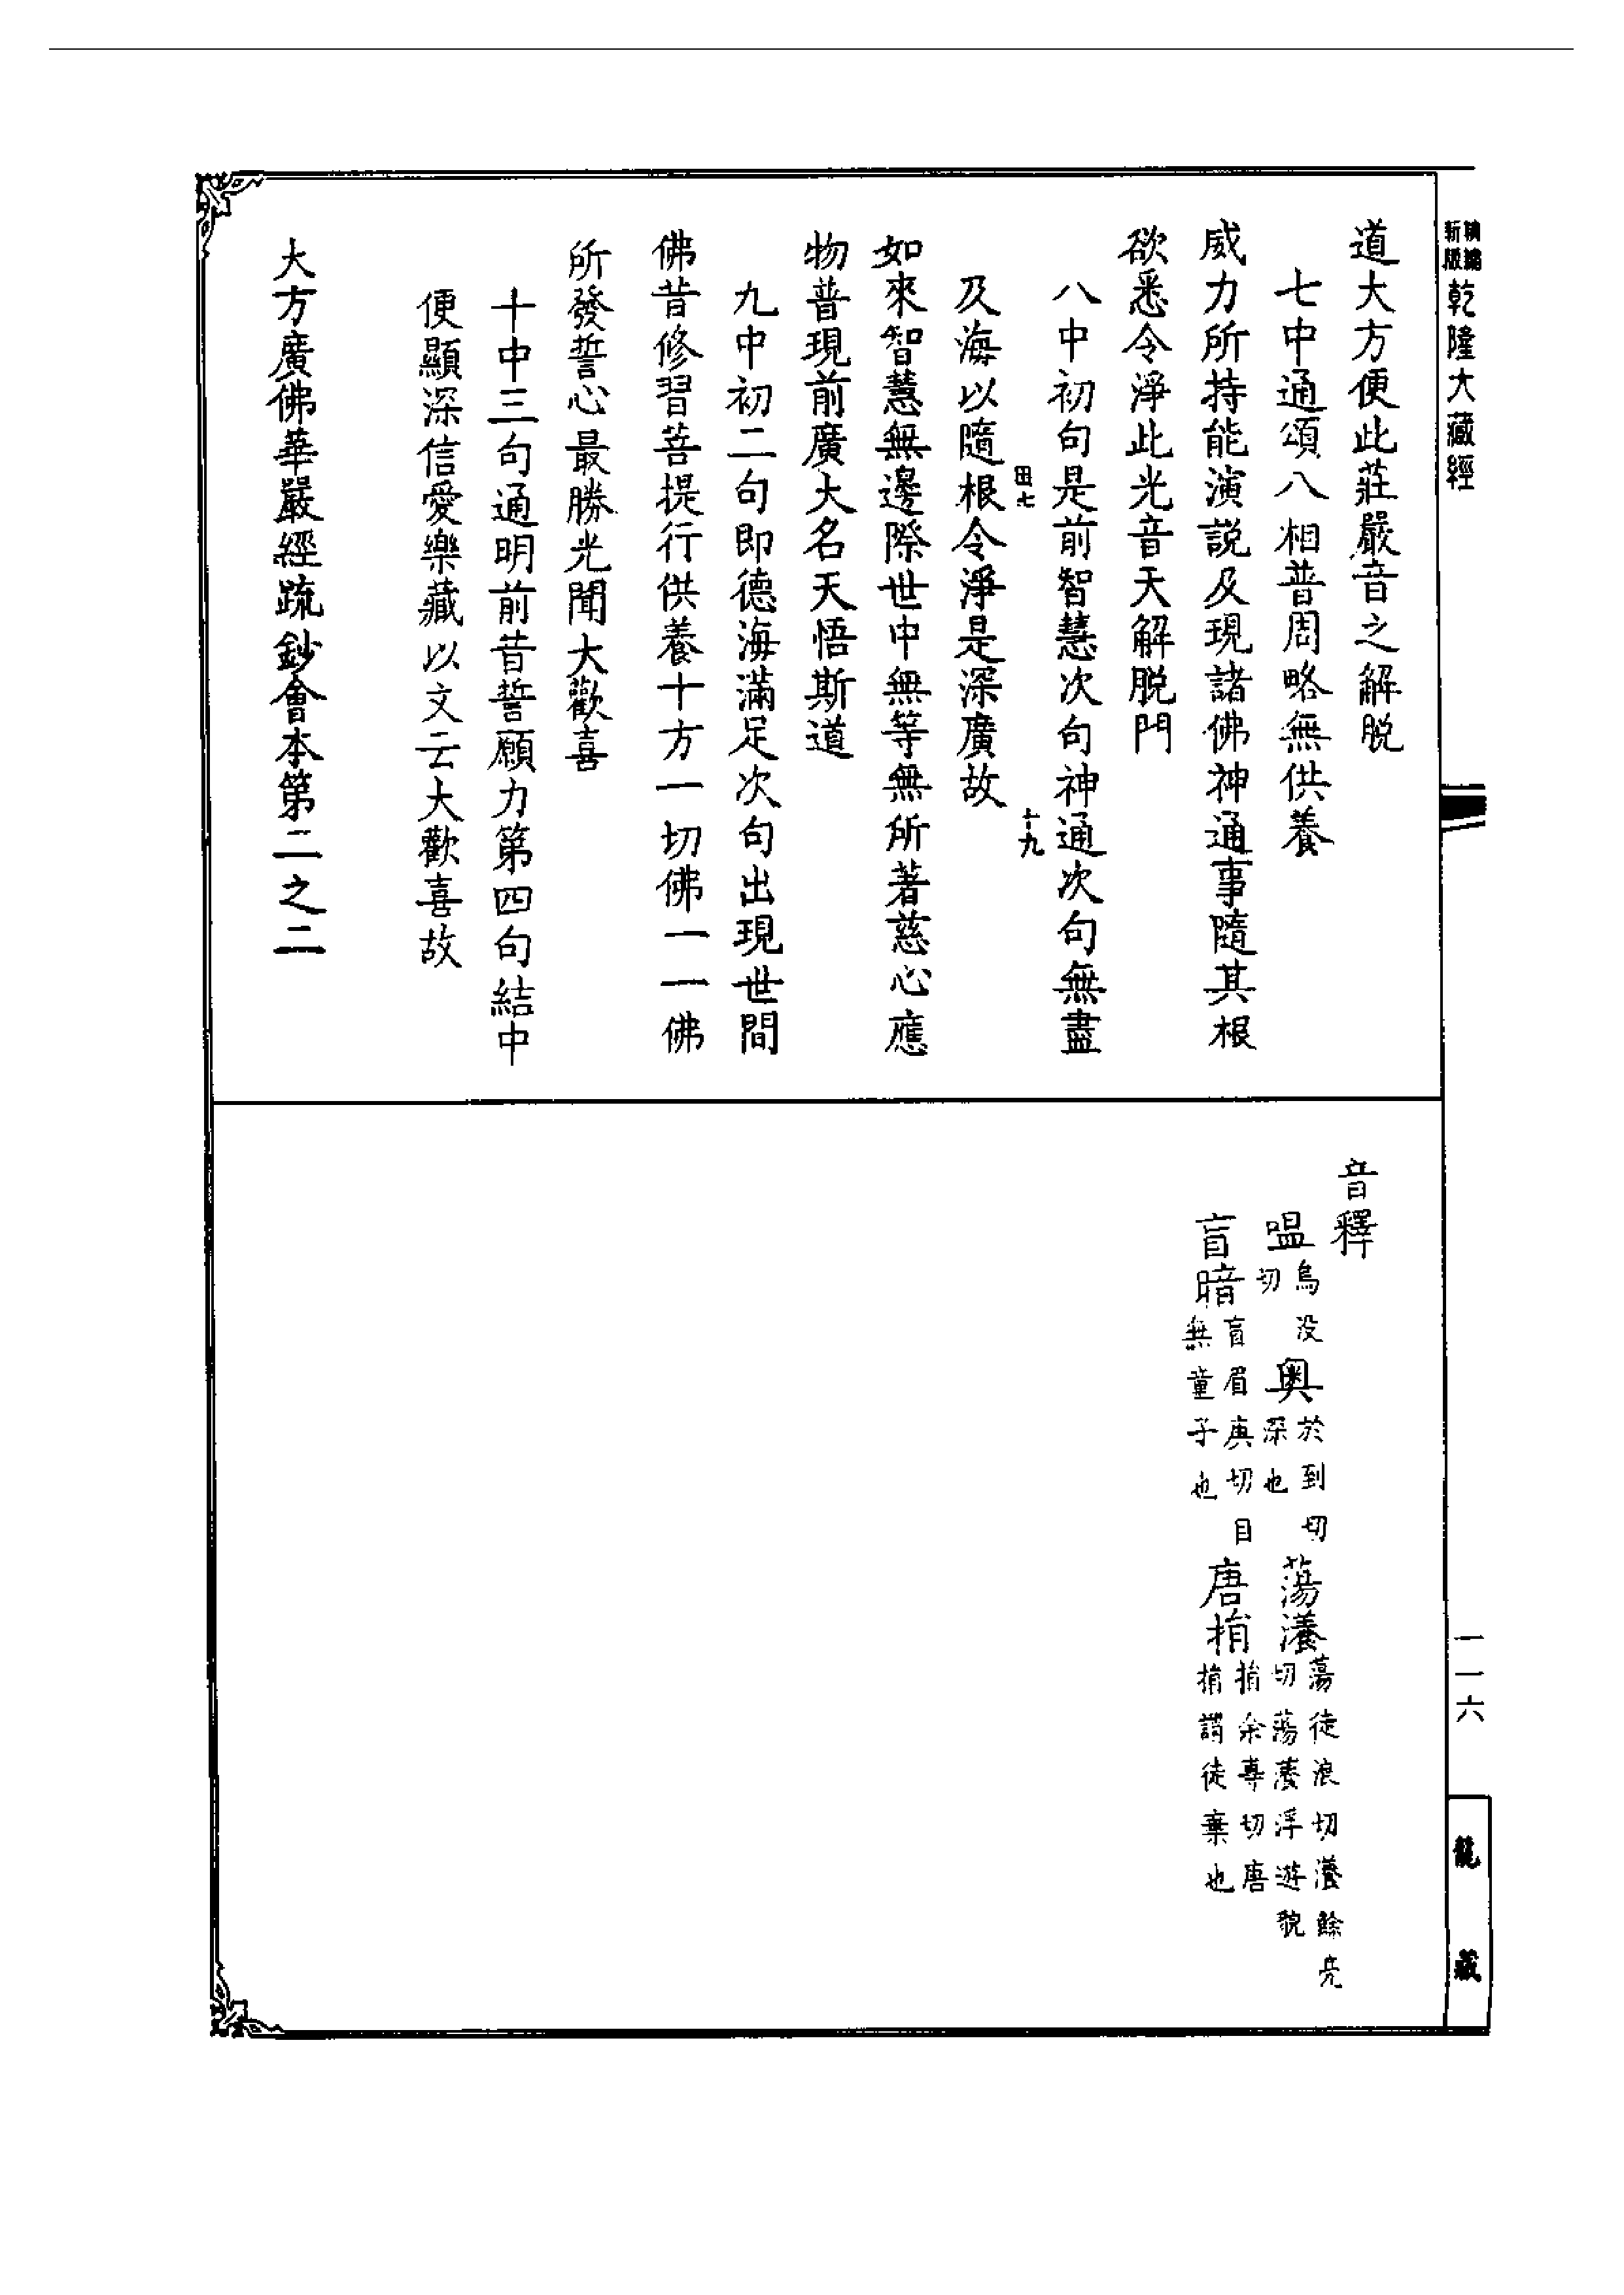 精鏽新版乾隆大藏經
道大方便此莊嚴音之解脫
七中通頌八相普周略無供養
威力所持能演說及現諸佛神通事隨其根
欲悉令淨此光音天解脫門
八中初句是前智慧次句神通次句無盡
田七
十九
及海以隨根令淨是深廣故
如來智慧無邊際世中無等無所著慈心應
物普現前廣大名天悟斯道
九中初二句即德海滿足次句出現世間
佛昔修習菩提行供養十方一切佛一一佛
所發誓心最勝光聞大歡喜
十中三句通明前昔誓願力第四句結中
便顯深信愛樂藏以文云大歡喜故
大方廣佛華嚴經疏鈔會本第二之二
音釋
嗢烏沒切奧於到切深也蕩瀁蕩徒浪切瀁餘亮切蕩瀁浮遊貌
盲暗盲眉庚切目無童子也唐捐捐余專切唐捐謂徒棄也
一一六
龍藏